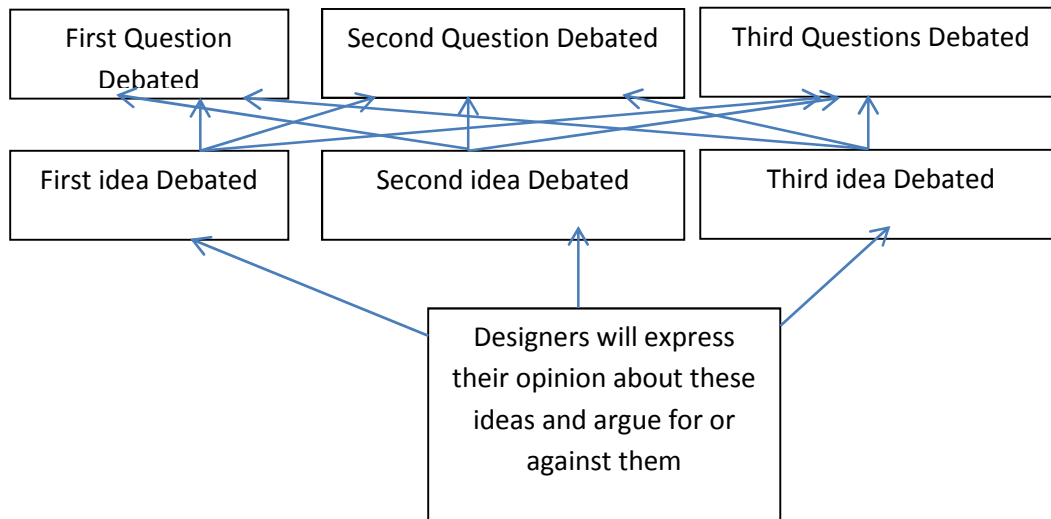 First Question
Debated
Second Question Debated
Third Questions Debated
First idea Debated
Second idea Debated
Third idea Debated
Designers will express
their opinion about these
ideas and argue for or
against them